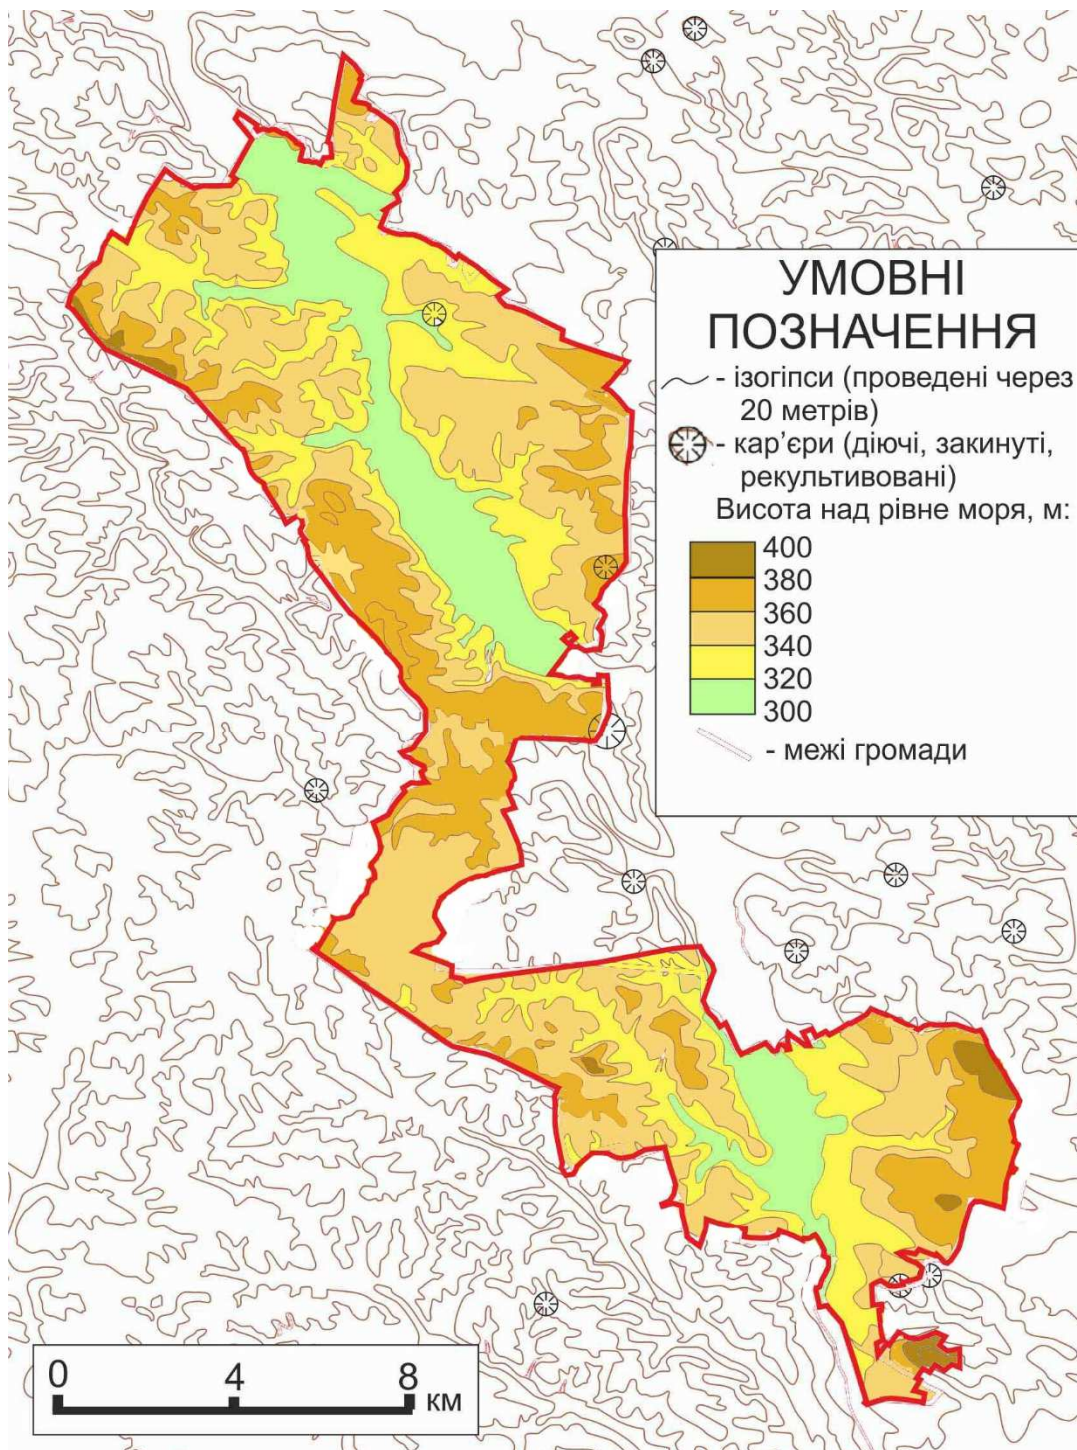 УМОВНІ
ПОЗНАЧЕННЯ
- ізогіпси (проведені через
20 метрів)
- кар’єри (діючі, закинуті,
рекультивовані)
Висота над рівне моря, м:
400
380
360
340
320
300
- межі громади
0 4 8 км